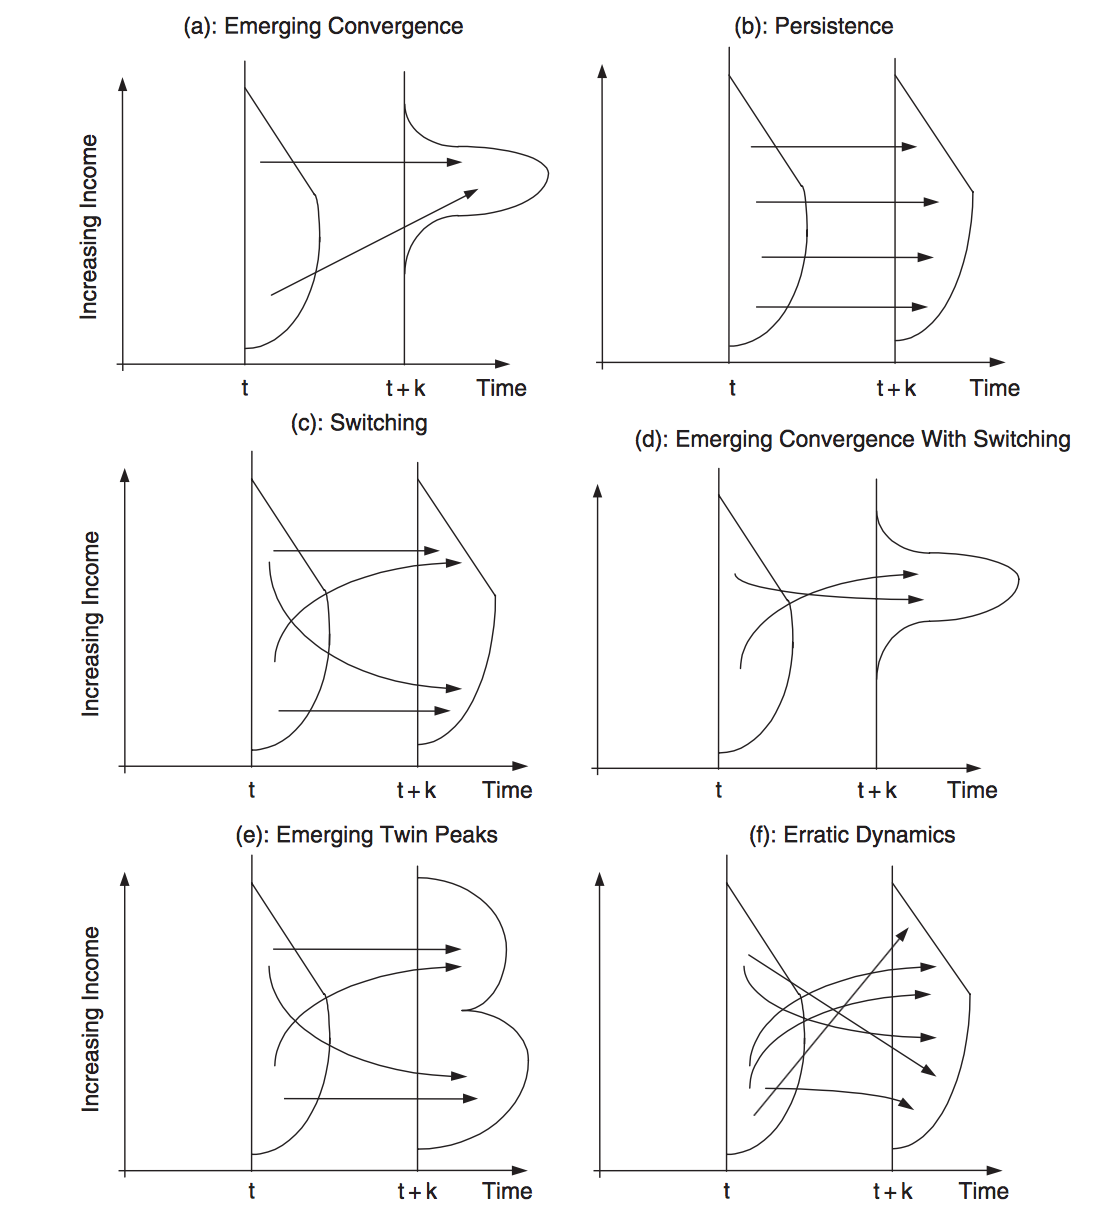 (a): Emerging Convergence
(b): Persistence
Increasing Income
t
t + k
Time
t
t + k
Time
(c): Switching
(d): Emerging Convergence With Switching
Increasing Income
t
t + k
Time
t
t + k
Time
(e): Emerging Twin Peaks
(f): Erratic Dynamics
Increasing Income
t
t + k
Time
t
t + k
Time